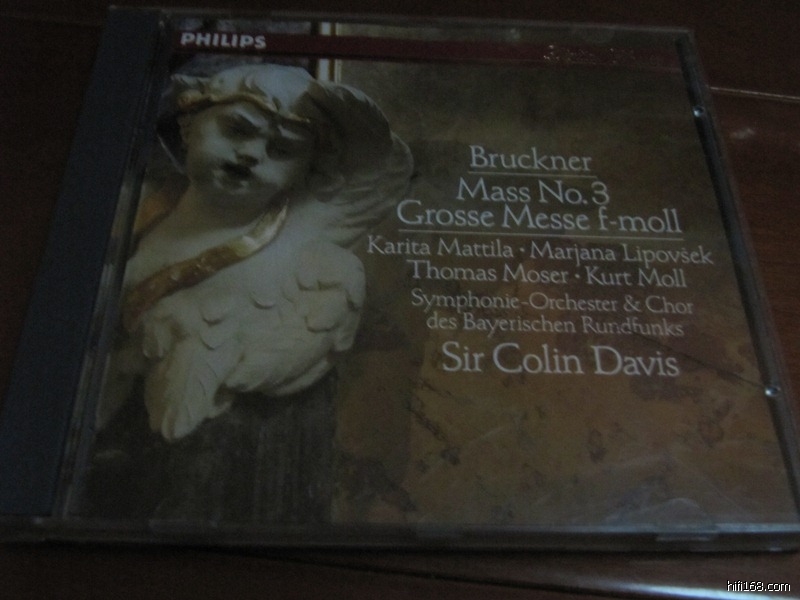 PHILIPS
Bruckner
Mass No.3
Grosse Messe f-moll
Karita Mattila · Marjana Lipovšek
Thomas Moser · Kurt Moll
Symphonie-Orchester & Chor
des Bayerischen Rundfunks
Sir Colin Davis
hifi168.com